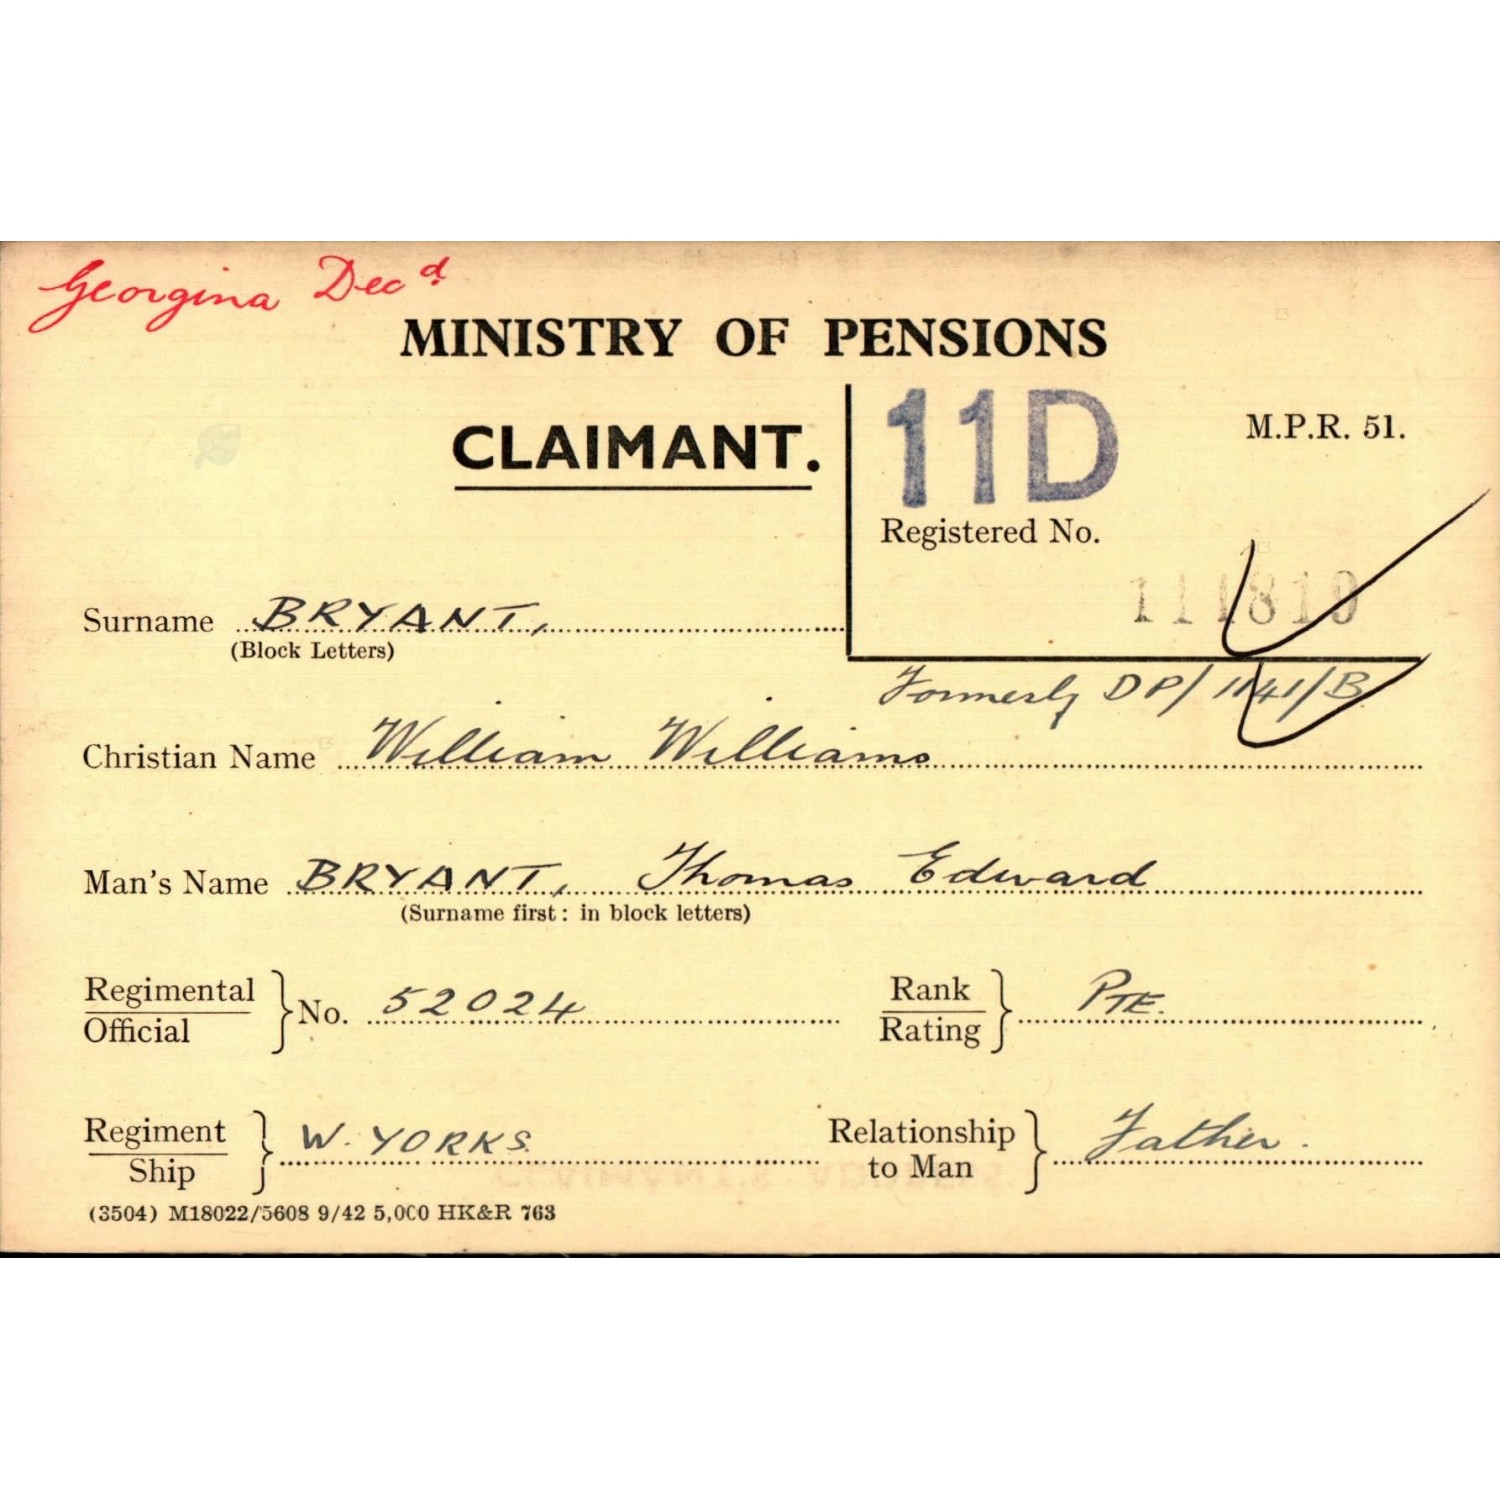 Georgina Decd.
MINISTRY OF PENSIONS
CLAIMANT.
11D
M.P.R. 51.
Registered No.
111819
Surname BRYANT,
(Block Letters)
Formerly DP/1141/B
Christian Name William Williams
Man's Name BRYANT, Thomas Edward
(Surname first: in block letters)
Regimental
Official
No. 52024
Rank
Rating
PTE.
Regiment
Ship
W. YORKS.
Relationship
to Man
Father.
(3504) M18022/5608 9/42 5,000 HK&R 763